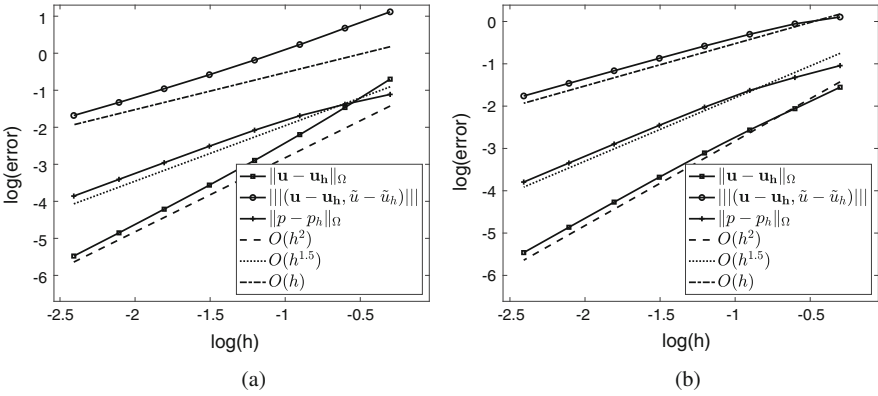 1
0
-1
-2
-3
-4
-5
-6
log(error)
-2.5 -2 -1.5 -1 -0.5
log(h)
‖u − u_h‖_Ω
|||(u − u_h, ũ − ũ_h)|||
‖p − p_h‖_Ω
O(h^2)
O(h^{1.5})
O(h)
(a)
0
-1
-2
-3
-4
-5
-6
log(error)
-2.5 -2 -1.5 -1 -0.5
log(h)
‖u − u_h‖_Ω
|||(u − u_h, ũ − ũ_h)|||
‖p − p_h‖_Ω
O(h^2)
O(h^{1.5})
O(h)
(b)